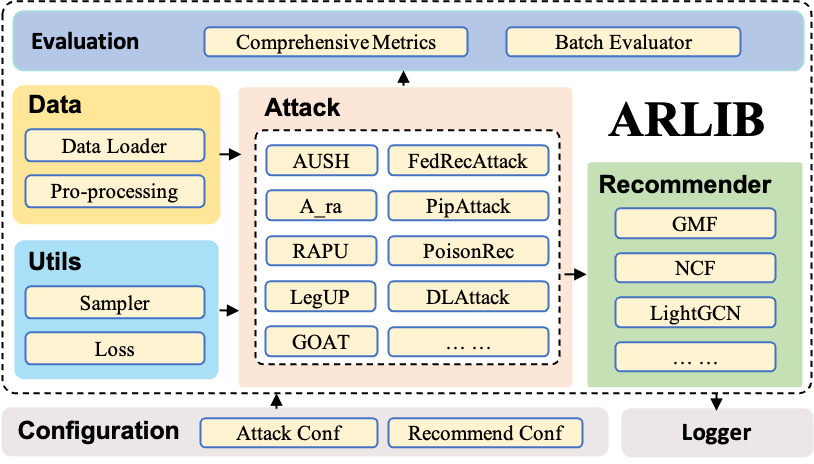 Evaluation
Comprehensive Metrics
Batch Evaluator
Data
Data Loader
Pro-processing
Utils
Sampler
Loss
Attack
AUSH
FedRecAttack
A_ra
PipAttack
RAPU
PoisonRec
LegUP
DLAttack
GOAT
... ...
ARLIB
Recommender
GMF
NCF
LightGCN
... ...
Configuration
Attack Conf
Recommend Conf
Logger